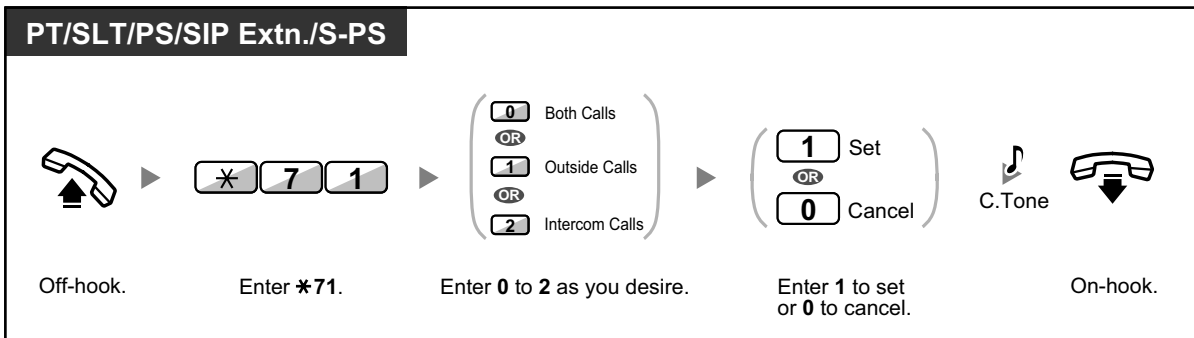 PT/SLT/PS/SIP Extn./S-PS
0 Both Calls
OR
1 Outside Calls
OR
2 Intercom Calls
* 7 1
1 Set
OR
0 Cancel
C.Tone
Off-hook.
Enter *71.
Enter 0 to 2 as you desire.
Enter 1 to set
or 0 to cancel.
On-hook.